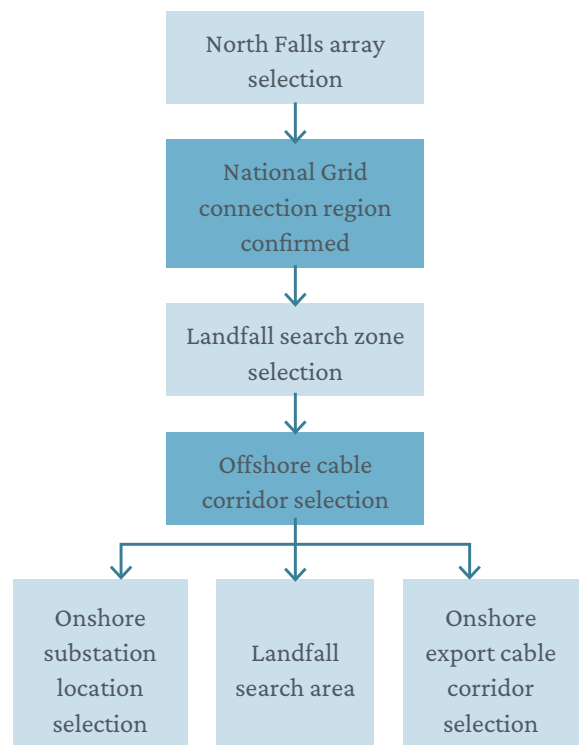 North Falls array
selection
National Grid
connection region
confirmed
Landfall search zone
selection
Offshore cable
corridor selection
Onshore
substation
location
selection
Landfall
search area
Onshore
export cable
corridor
selection